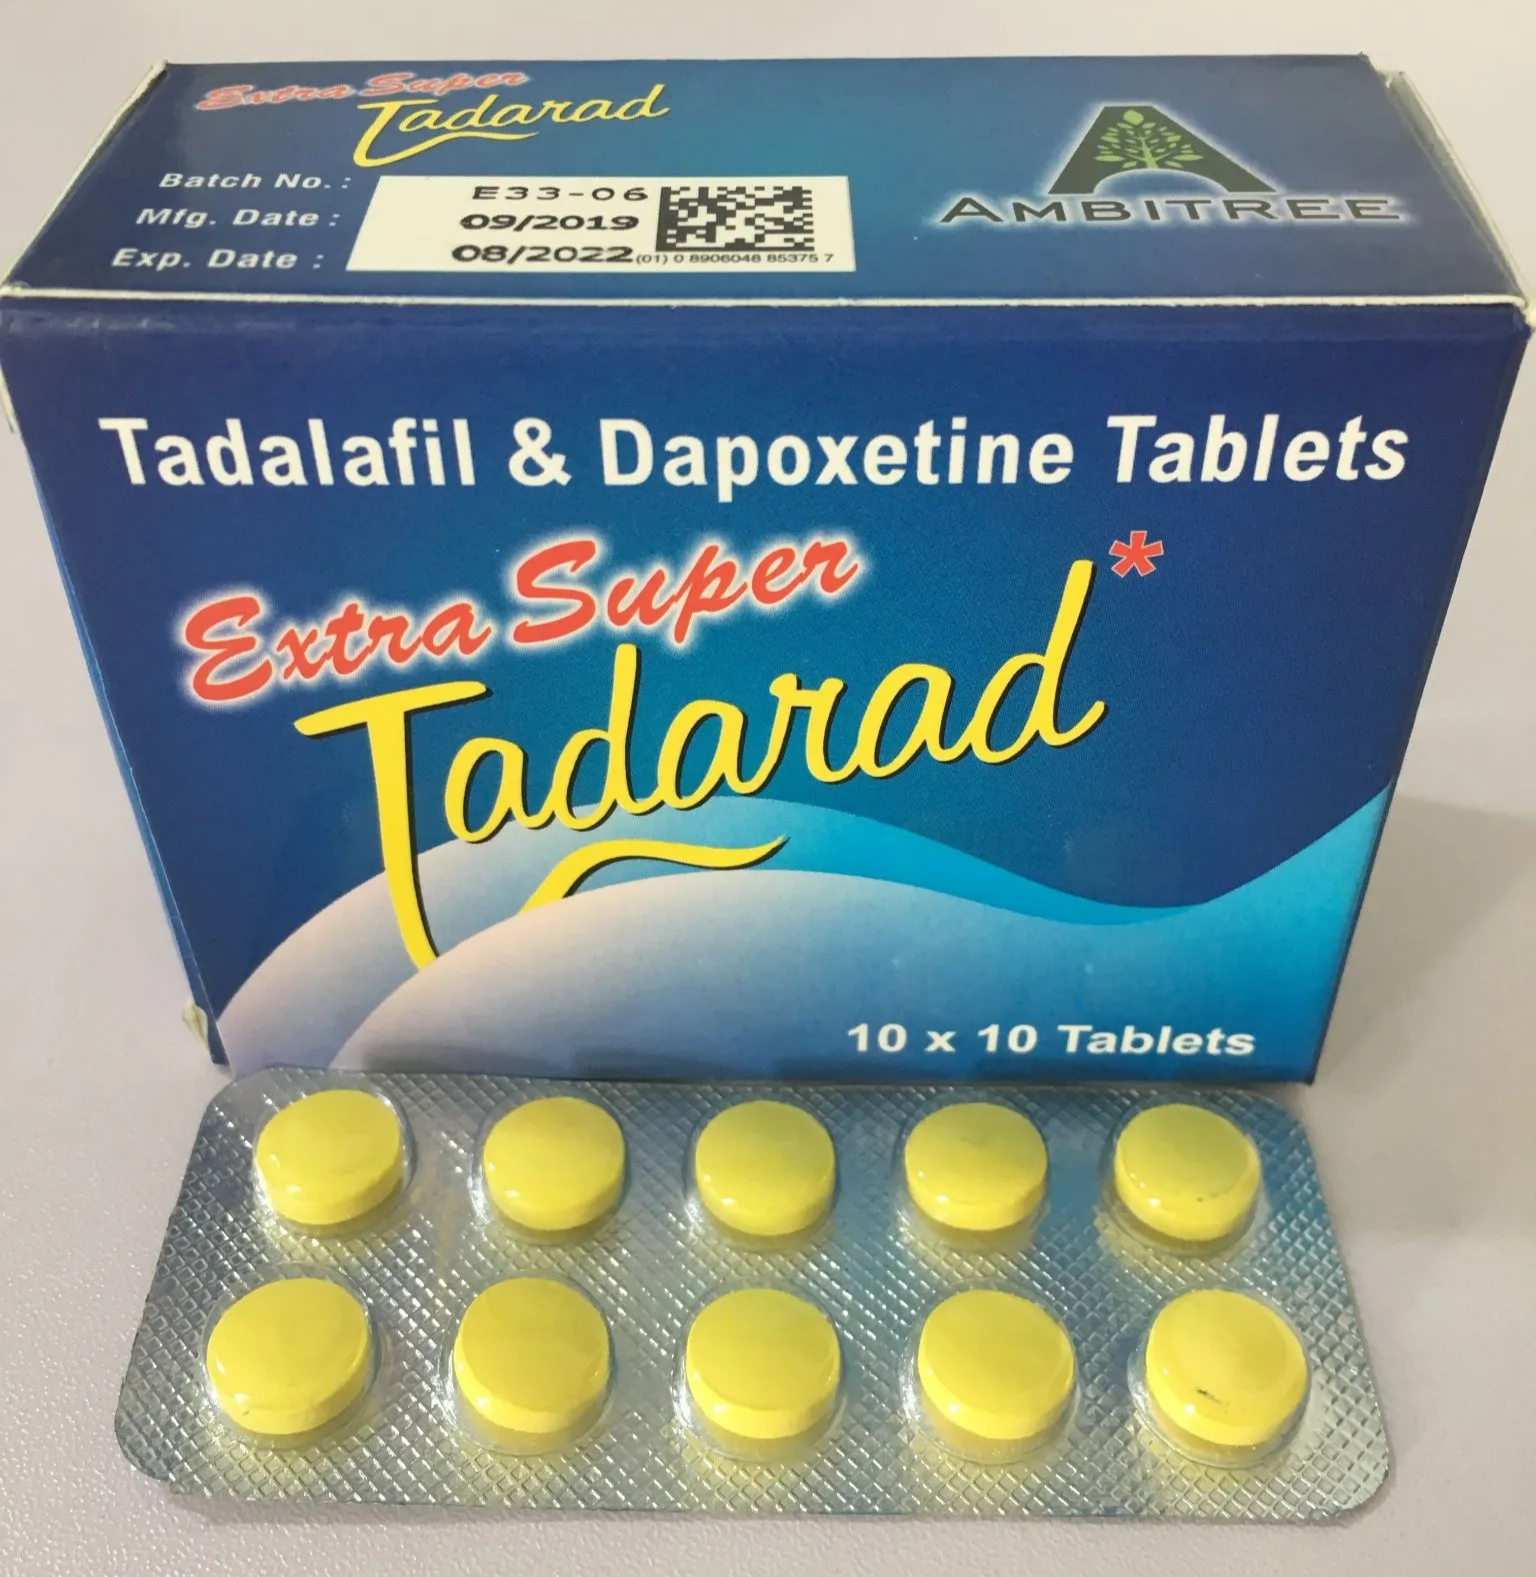 Extra Super
Tadarad
Batch No. :
Mfg. Date :
Exp. Date :
E33-06
09/2019
08/2022
(01) 0 8906048 85375 7
AMBITREE
Tadalafil & Dapoxetine Tablets
Extra Super
Tadarad*
10 x 10 Tablets